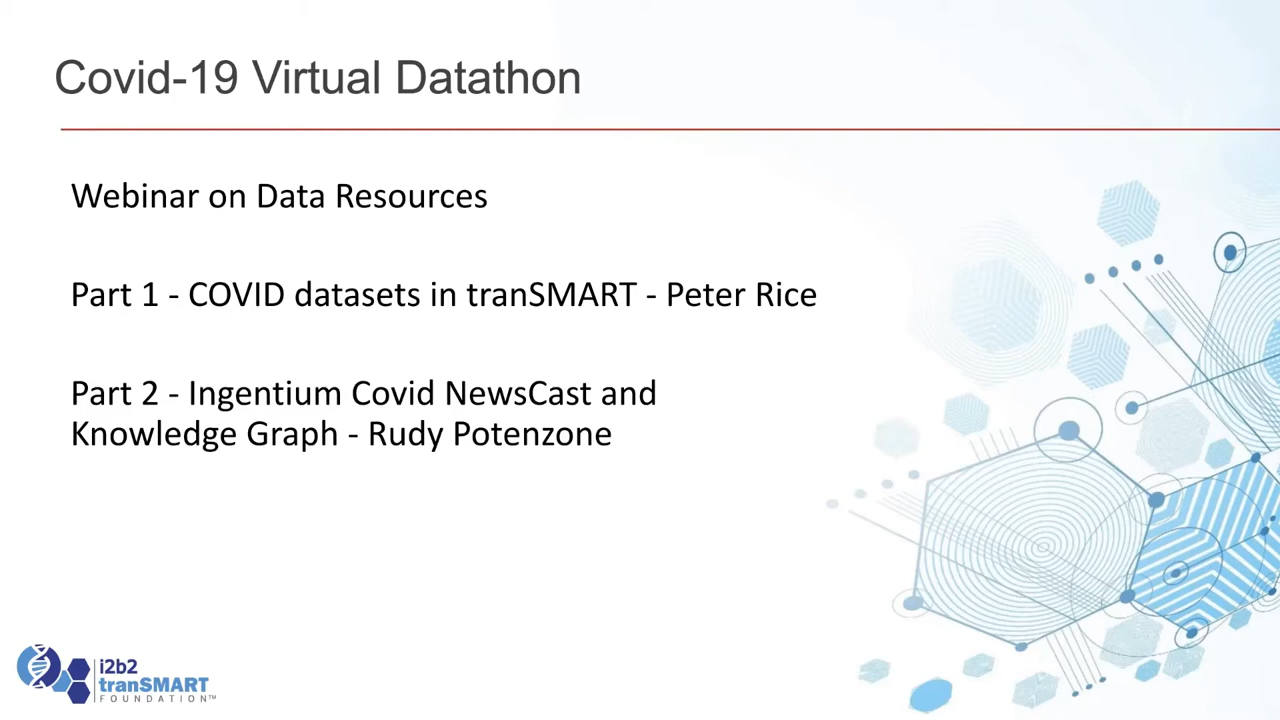 Covid-19 Virtual Datathon
Webinar on Data Resources
Part 1 - COVID datasets in tranSMART - Peter Rice
Part 2 - Ingentium Covid NewsCast and
Knowledge Graph - Rudy Potenzone
i2b2
tranSMART
FOUNDATION™